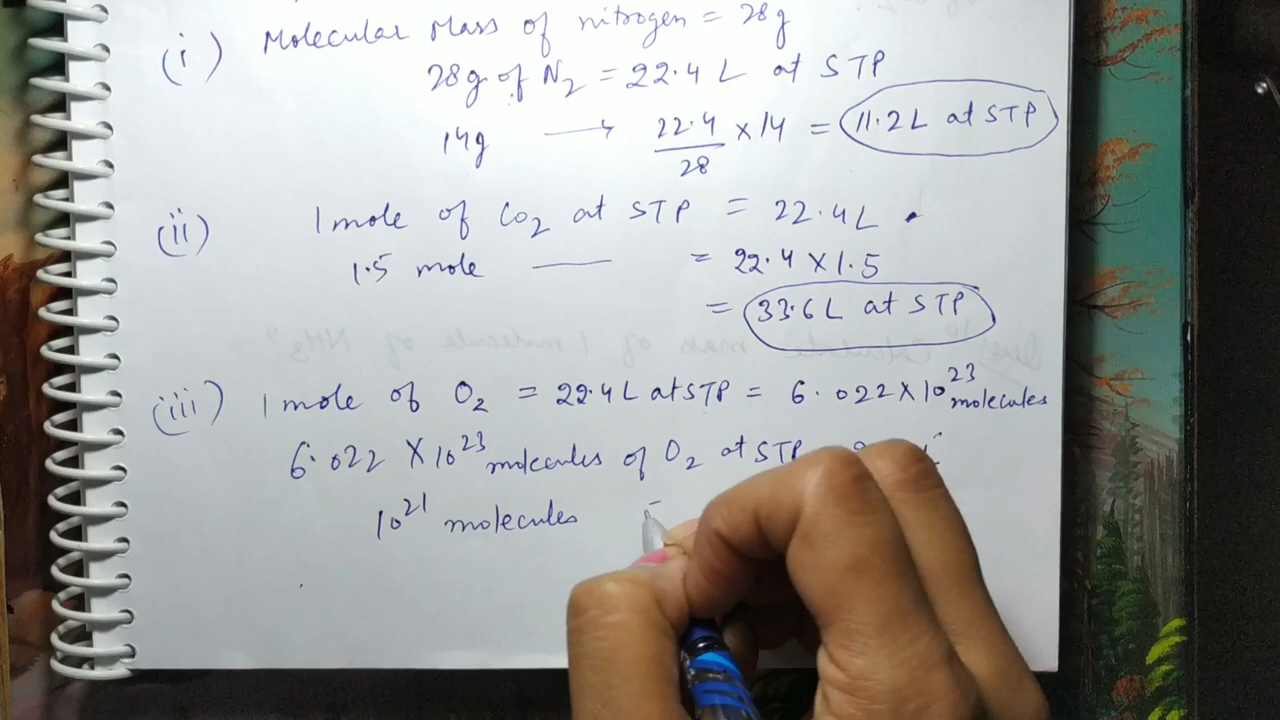 (i) Molecular Mass of nitrogen = 28g
28g of N2 = 22.4 L at STP
14g → 22.4/28 × 14 = 11.2L at STP
(ii) 1 mole of CO2 at STP = 22.4L
1.5 mole — = 22.4 × 1.5
= 33.6L at STP
(iii) 1 mole of O2 = 22.4L at STP = 6.022 × 10^23 molecules
6.022 × 10^23 molecules of O2 at STP
10^21 molecules =